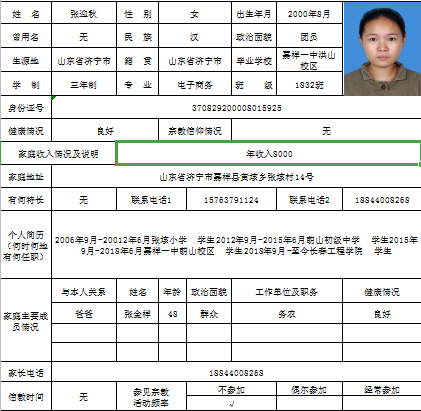 姓 名 张迎秋 性 别 女 出生年月 2000年8月
曾用名 无 民 族 汉 政治面貌 团员
生源地 山东省济宁市 籍 贯 山东省济宁市 毕业学校 嘉祥一中洪山校区
学 制 三年制 专 业 电子商务 班 级 1832班
身份证号 370829200008015925
健康情况 良好 宗教信仰情况 无
家庭收入情况及说明 年收入8000
家庭地址 山东省济宁市嘉祥县黄垓乡张垓村14号
有何特长 无 联系电话1 15763791124 联系电话2 18844008268
个人简历
(何时何地
有何任职)
2006年9月-20012年6月张垓小学 学生2012年9月-2015年6月萌山初级中学 学生2015年
9月-2018年6月嘉祥一中萌山校区 学生2018年9月-至今长春工程学院 学生
家庭主要成员情况
与本人关系 姓名 年龄 政治面貌 工作单位及职务 健康情况
爸爸 张金祥 48 群众 务农 良好
家长电话 18844008268
信教时间 无 参见宗教活动频率 不参加 偶尔参加 经常参加
√